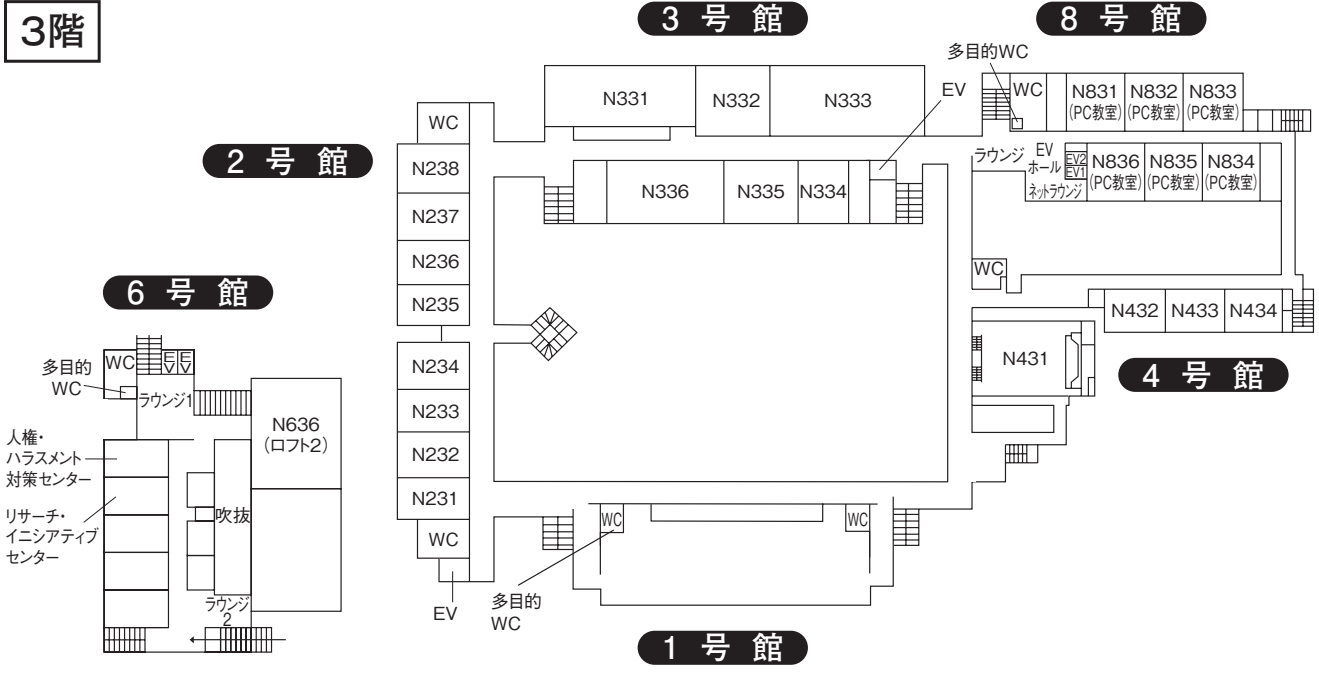 3階
3 号 館
8 号 館
多目的WC
EV
WC
N831
(PC教室)
N832
(PC教室)
N833
(PC教室)
N331
N332
N333
WC
2 号 館
N238
N237
N236
N235
N234
N233
N232
N231
WC
EV
N336
N335
N334
ラウンジ
EV
ホール
EV2
EV1
ネットラウンジ
N836
(PC教室)
N835
(PC教室)
N834
(PC教室)
WC
N432
N433
N434
N431
4 号 館
6 号 館
多目的
WC
WC
EV
EV
ラウンジ1
N636
(ロフト2)
人権・
ハラスメント
対策センター
リサーチ・
イニシアティブ
センター
吹抜
ラウンジ
2
WC
WC
多目的
WC
1 号 館